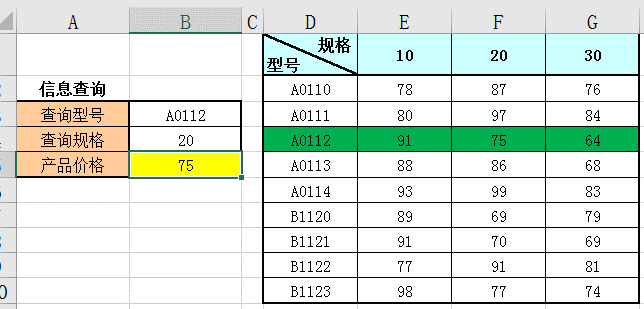 A B C D E F G
规格
型号 10 20 30
信息查询 A0110 78 87 76
查询型号 A0112 A0111 80 97 84
查询规格 20 A0112 91 75 64
产品价格 75 A0113 88 86 68
A0114 93 99 83
B1120 89 69 79
B1121 91 70 69
B1122 77 91 81
B1123 98 77 74